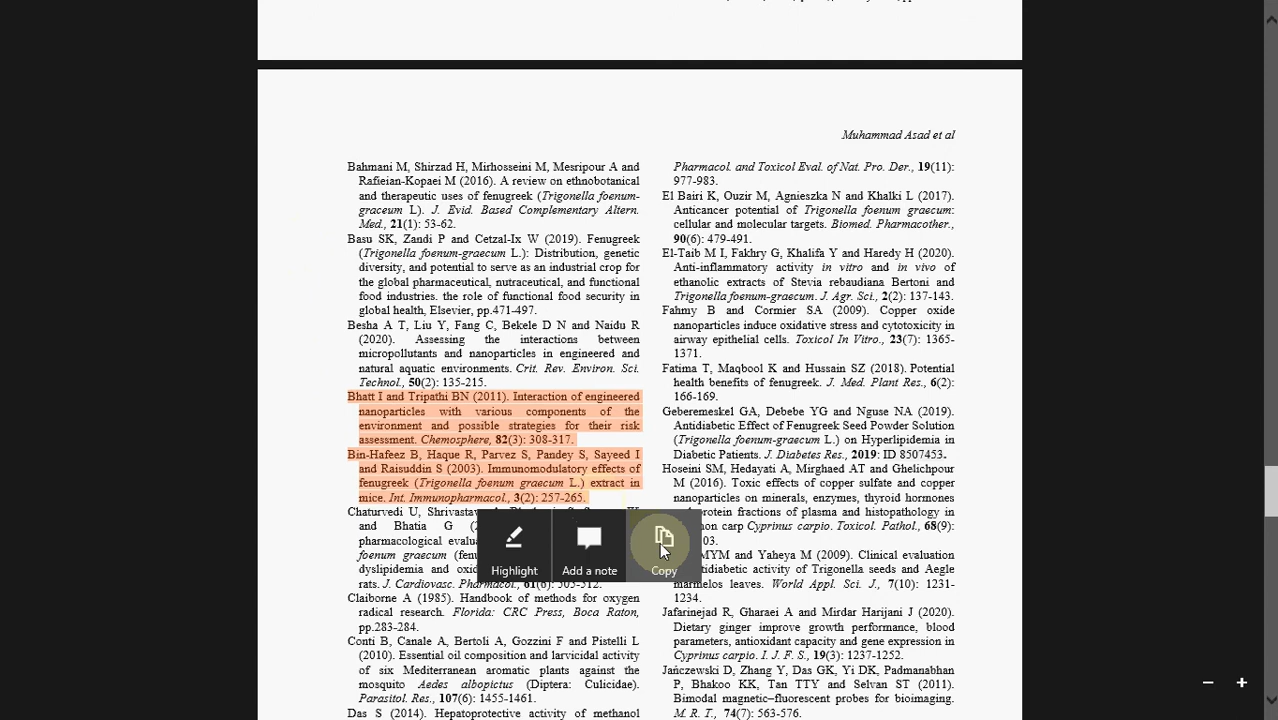 Muhammad Asad et al
Bahmani M, Shirzad H, Mirhosseini M, Mesripour A and
Rafieian-Kopaei M (2016). A review on ethnobotanical
and therapeutic uses of fenugreek (Trigonella foenum-
graceum L). J. Evid. Based Complementary Altern.
Med., 21(1): 53-62.
Basu SK, Zandi P and Cetzal-Ix W (2019). Fenugreek
(Trigonella foenum-graecum L.): Distribution, genetic
diversity, and potential to serve as an industrial crop for
the global pharmaceutical, nutraceutical, and functional
food industries. the role of functional food security in
global health, Elsevier, pp.471-497.
Besha A T, Liu Y, Fang C, Bekele D N and Naidu R
(2020). Assessing the interactions between
micropollutants and nanoparticles in engineered and
natural aquatic environments. Crit. Rev. Environ. Sci.
Technol., 50(2): 135-215.
Bhatt I and Tripathi BN (2011). Interaction of engineered
nanoparticles with various components of the
environment and possible strategies for their risk
assessment. Chemosphere, 82(3): 308-317.
Bin-Hafeez B, Haque R, Parvez S, Pandey S, Sayeed I
and Raisuddin S (2003). Immunomodulatory effects of
fenugreek (Trigonella foenum graecum L.) extract in
mice. Int. Immunopharmacol., 3(2): 257-265.
Chaturvedi U, Shrivastav
and Bhatia G (2
pharmacological evalua
foenum graecum (fenu
dyslipidemia and oxid
rats. J. Cardiovasc. Pharmacol., 61(6): 505-512.
Claiborne A (1985). Handbook of methods for oxygen
radical research. Florida: CRC Press, Boca Raton,
pp.283-284.
Conti B, Canale A, Bertoli A, Gozzini F and Pistelli L
(2010). Essential oil composition and larvicidal activity
of six Mediterranean aromatic plants against the
mosquito Aedes albopictus (Diptera: Culicidae).
Parasitol. Res., 107(6): 1455-1461.
Das S (2014). Hepatoprotective activity of methanol
Pharmacol. and Toxicol Eval. of Nat. Pro. Der., 19(11):
977-983.
El Bairi K, Ouzir M, Agnieszka N and Khalki L (2017).
Anticancer potential of Trigonella foenum graecum:
cellular and molecular targets. Biomed. Pharmacother.,
90(6): 479-491.
El-Taib M I, Fakhry G, Khalifa Y and Haredy H (2020).
Anti-inflammatory activity in vitro and in vivo of
ethanolic extracts of Stevia rebaudiana Bertoni and
Trigonella foenum-graecum. J. Agr. Sci., 2(2): 137-143.
Fahmy B and Cormier SA (2009). Copper oxide
nanoparticles induce oxidative stress and cytotoxicity in
airway epithelial cells. Toxicol In Vitro., 23(7): 1365-
1371.
Fatima T, Maqbool K and Hussain SZ (2018). Potential
health benefits of fenugreek. J. Med. Plant Res., 6(2):
166-169.
Geberemeskel GA, Debebe YG and Nguse NA (2019).
Antidiabetic Effect of Fenugreek Seed Powder Solution
(Trigonella foenum-graecum L.) on Hyperlipidemia in
Diabetic Patients. J. Diabetes Res., 2019: ID 8507453.
Hoseini SM, Hedayati A, Mirghaed AT and Ghelichpour
M (2016). Toxic effects of copper sulfate and copper
nanoparticles on minerals, enzymes, thyroid hormones
protein fractions of plasma and histopathology in
carp Cyprinus carpio. Toxicol. Pathol., 68(9):
03.
MYM and Yaheya M (2009). Clinical evaluation
tidiabetic activity of Trigonella seeds and Aegle
marmelos leaves. World Appl. Sci. J., 7(10): 1231-
1234.
Jafarinejad R, Gharaei A and Mirdar Harijani J (2020).
Dietary ginger improve growth performance, blood
parameters, antioxidant capacity and gene expression in
Cyprinus carpio. I. J. F. S., 19(3): 1237-1252.
Jańczewski D, Zhang Y, Das GK, Yi DK, Padmanabhan
P, Bhakoo KK, Tan TTY and Selvan ST (2011).
Bimodal magnetic–fluorescent probes for bioimaging.
M. R. T., 74(7): 563-576.
Highlight
Add a note
Copy